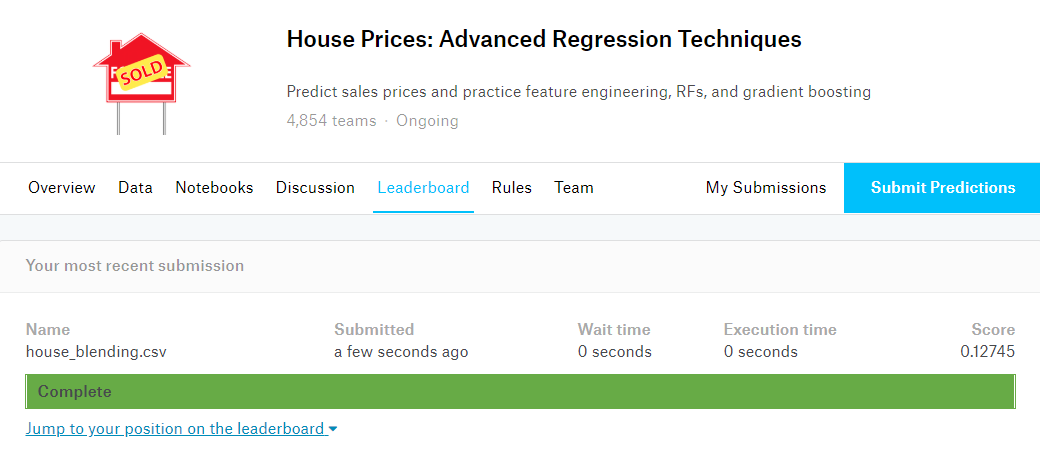 SOLD
House Prices: Advanced Regression Techniques
Predict sales prices and practice feature engineering, RFs, and gradient boosting
4,854 teams · Ongoing
Overview Data Notebooks Discussion Leaderboard Rules Team My Submissions Submit Predictions
Your most recent submission
Name Submitted Wait time Execution time Score
house_blending.csv a few seconds ago 0 seconds 0 seconds 0.12745
Complete
Jump to your position on the leaderboard